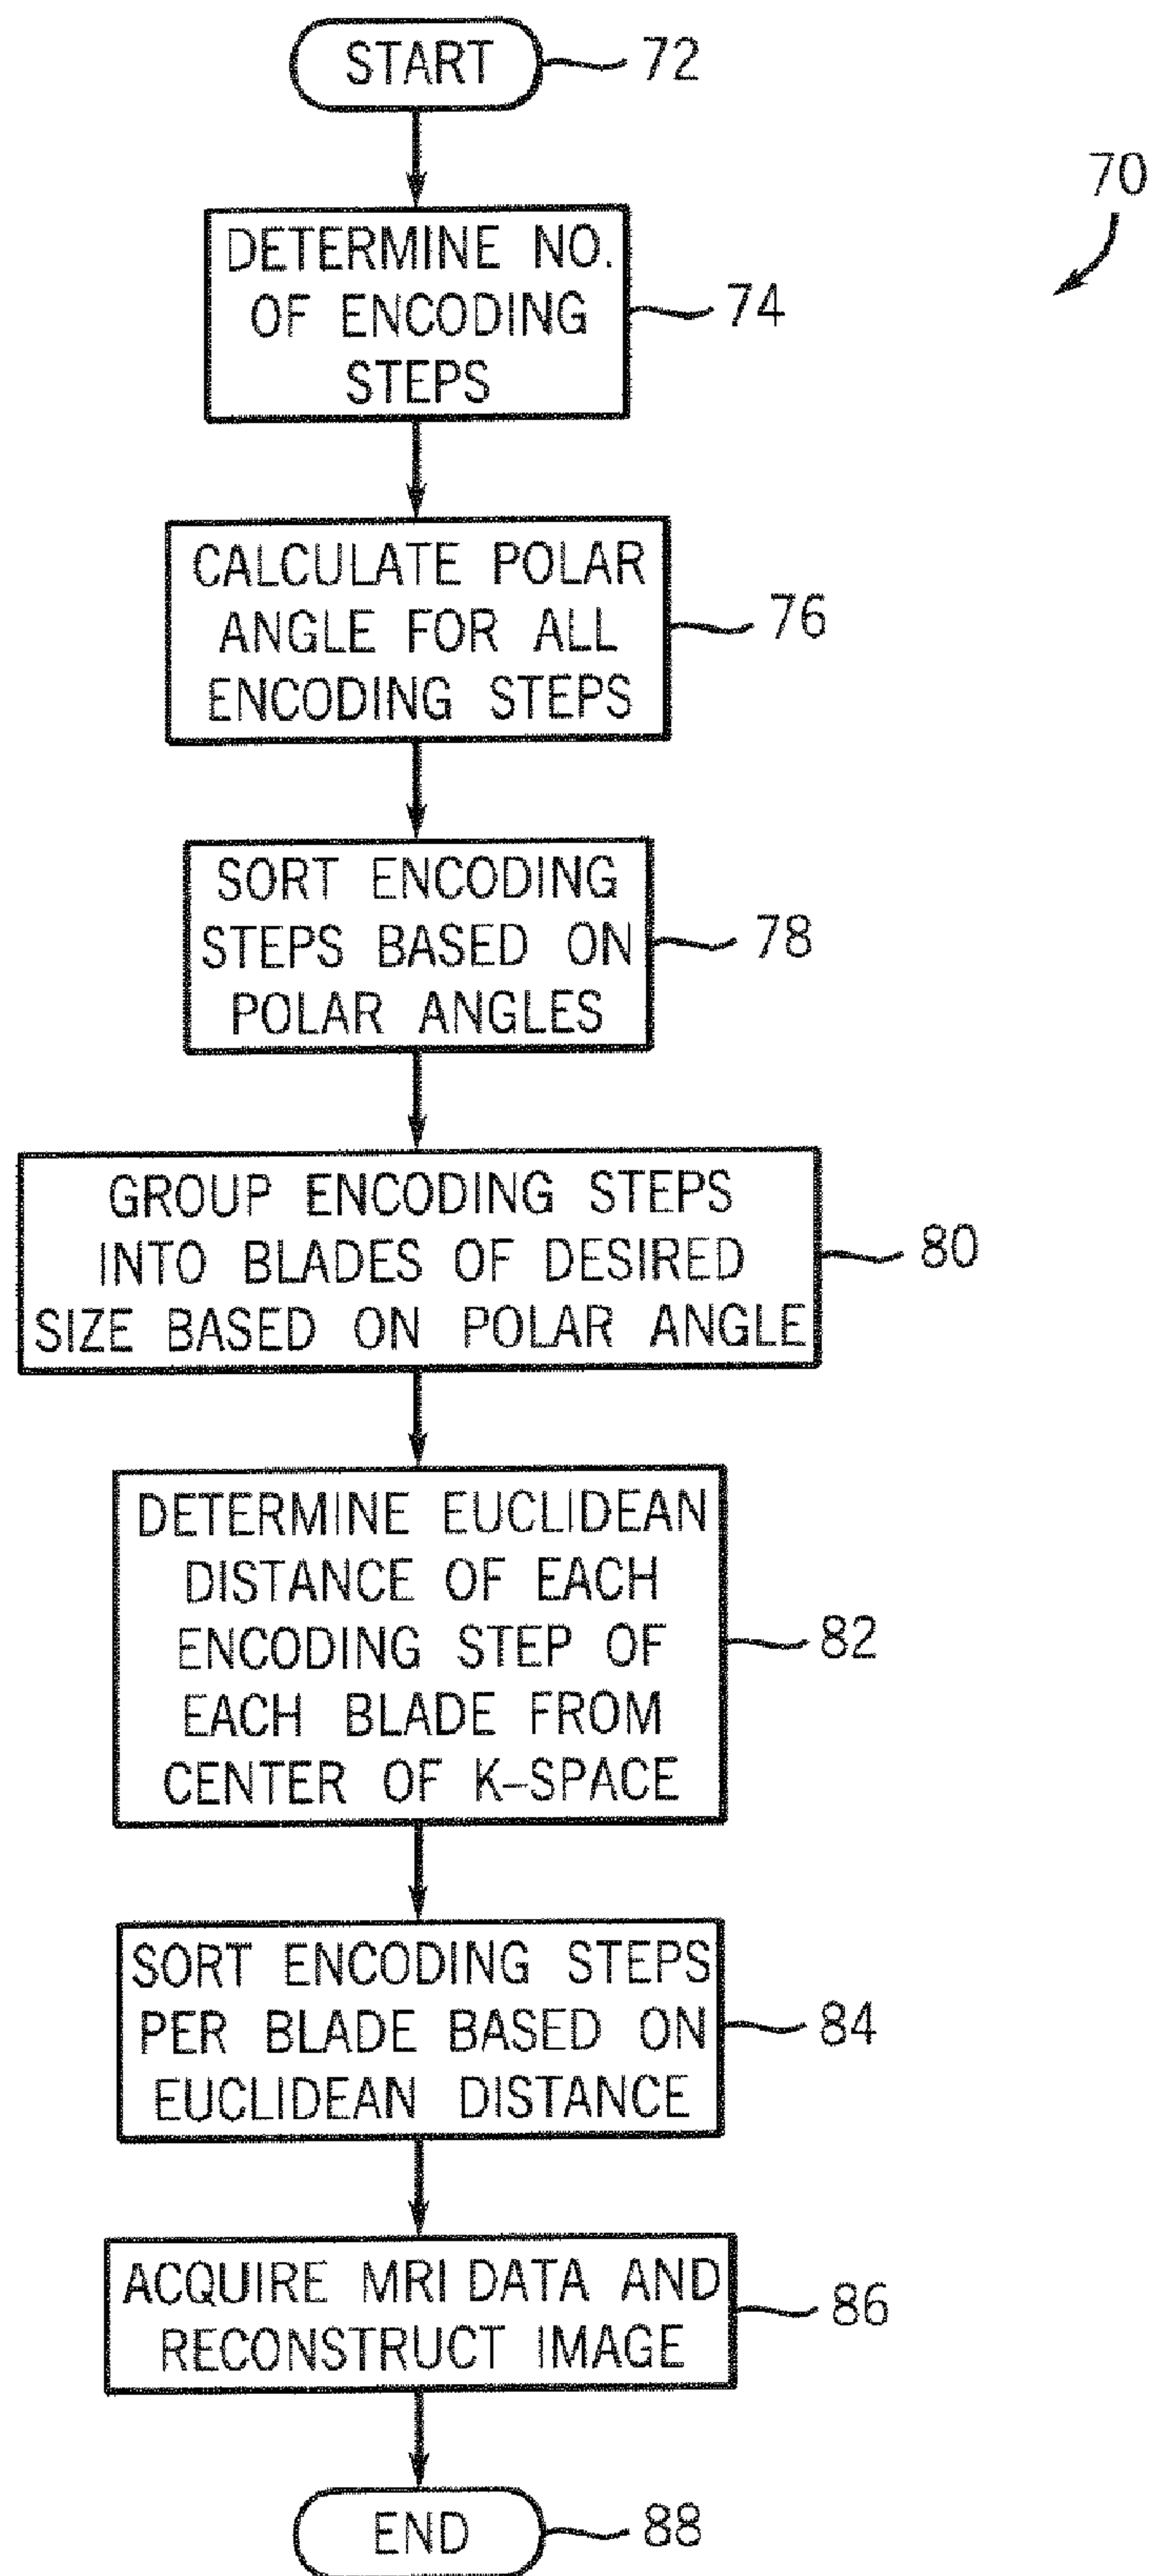 START
72
70
DETERMINE NO.
OF ENCODING
STEPS
74
CALCULATE POLAR
ANGLE FOR ALL
ENCODING STEPS
76
SORT ENCODING
STEPS BASED ON
POLAR ANGLES
78
GROUP ENCODING STEPS
INTO BLADES OF DESIRED
SIZE BASED ON POLAR ANGLE
80
DETERMINE EUCLIDEAN
DISTANCE OF EACH
ENCODING STEP OF
EACH BLADE FROM
CENTER OF K-SPACE
82
SORT ENCODING STEPS
PER BLADE BASED ON
EUCLIDEAN DISTANCE
84
ACQUIRE MRI DATA AND
RECONSTRUCT IMAGE
86
END
88